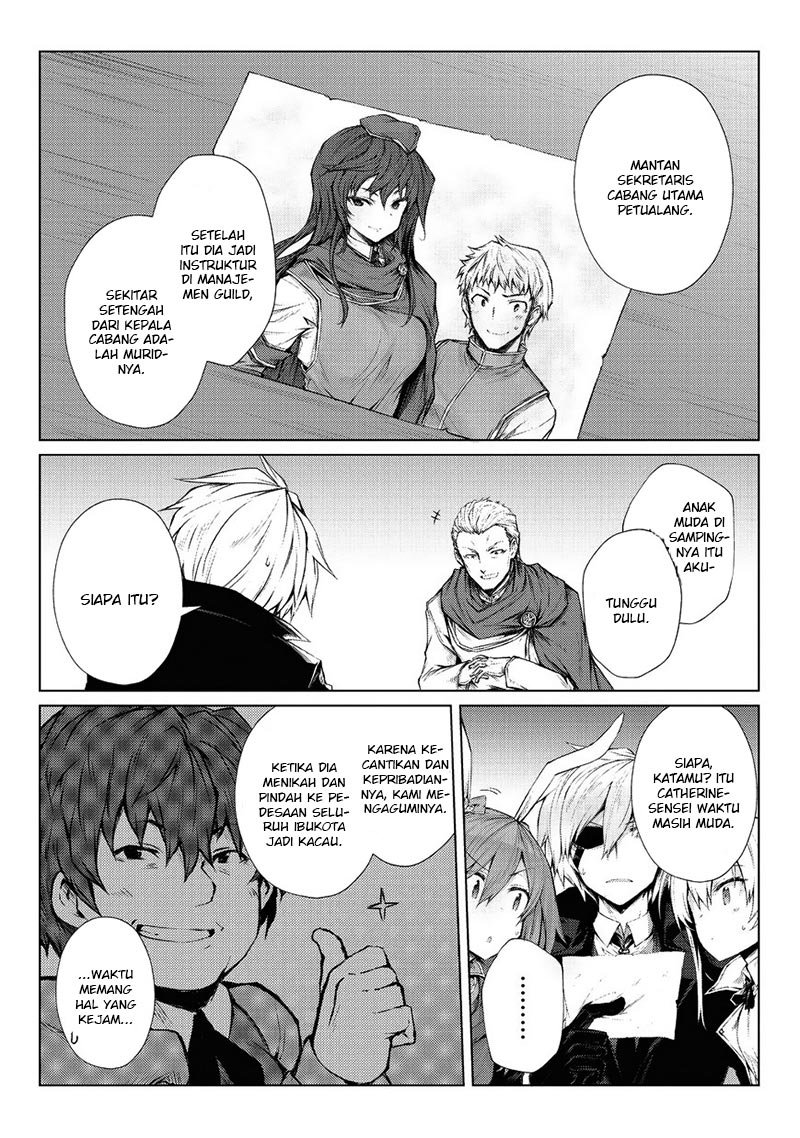 MANTAN
SEKRETARIS
CABANG UTAMA
PETUALANG.
SETELAH
ITU DIA JADI
INSTRUKTUR
DI MANAJE-
MEN GUILD,
SEKITAR
SETENGAH
DARI KEPALA
CABANG ADA-
LAH MURID-
NYA.
ANAK
MUDA DI
SAMPING-
NYA ITU
AKU-
TUNGGU
DULU.
SIAPA ITU?
SIAPA,
KATAMU? ITU
CATHERINE-
SENSEI WAKTU
MASIH MUDA.
........
KARENA KE-
CANTIKAN DAN
KEPRIBADIAN-
NYA, KAMI ME-
NGAGUMINYA.
KETIKA DIA
MENIKAH DAN
PINDAH KE PE-
DESAAN SELU-
RUH IBUKOTA
JADI KACAU.
...WAKTU
MEMANG
HAL YANG
KEJAM...